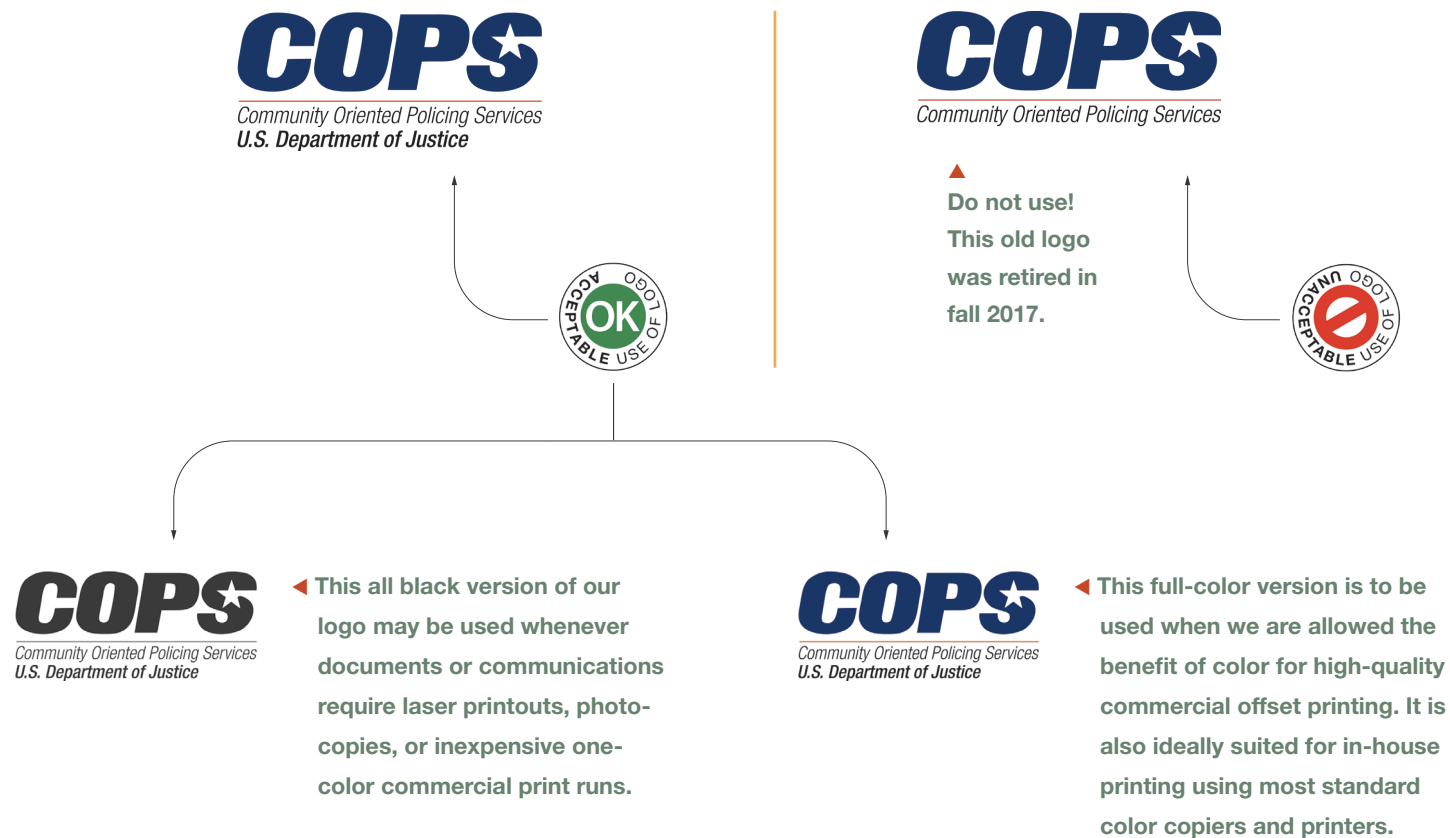 COPS
Community Oriented Policing Services
U.S. Department of Justice
COPS
Community Oriented Policing Services
Do not use!
This old logo
was retired in
fall 2017.
OK
ACCEPTABLE USE OF LOGO
UNACCEPTABLE USE OF LOGO
COPS
Community Oriented Policing Services
U.S. Department of Justice
This all black version of our
logo may be used whenever
documents or communications
require laser printouts, photo-
copies, or inexpensive one-
color commercial print runs.
COPS
Community Oriented Policing Services
U.S. Department of Justice
This full-color version is to be
used when we are allowed the
benefit of color for high-quality
commercial offset printing. It is
also ideally suited for in-house
printing using most standard
color copiers and printers.